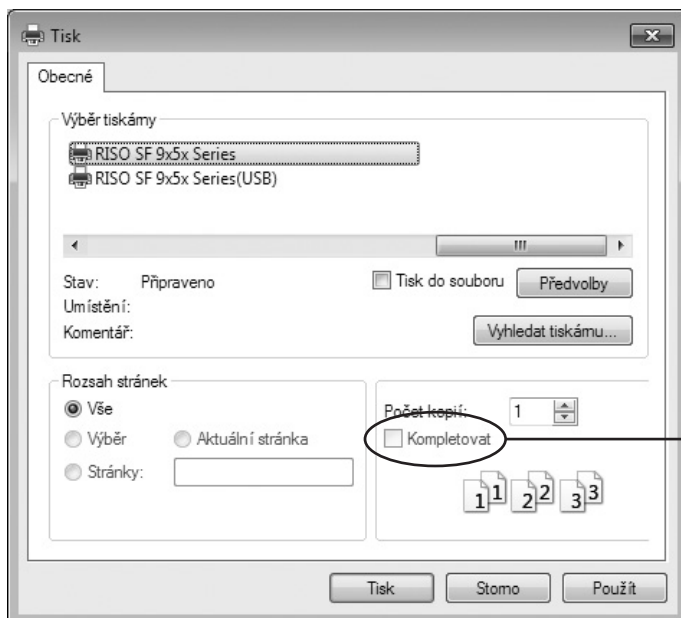 Tisk
Obecné
Výběr tiskárny
RISO SF 9x5x Series
RISO SF 9x5x Series(USB)
Stav: Připraveno
Tisk do souboru
Předvolby
Umístění:
Komentář:
Vyhledat tiskárnu...
Rozsah stránek
Vše
Výběr
Aktuální stránka
Stránky:
Počet kopií: 1
Kompletovat
1 1 2 2 3 3
Tisk
Storno
Použít